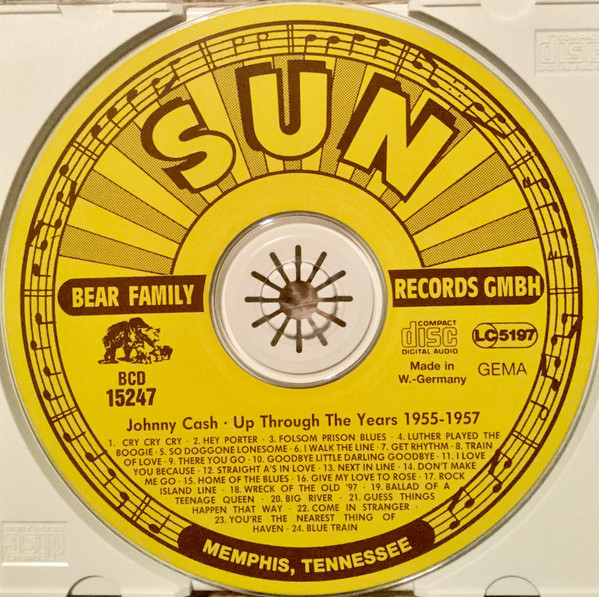 SUN
BEAR FAMILY
RECORDS GMBH
BCD
15247
COMPACT
disc
DIGITAL AUDIO
LC5197
Made in
W.-Germany
GEMA
Johnny Cash · Up Through The Years 1955-1957
1. CRY CRY CRY · 2. HEY PORTER · 3. FOLSOM PRISON BLUES · 4. LUTHER PLAYED THE
BOOGIE · 5. SO DOGGONE LONESOME · 6. I WALK THE LINE · 7. GET RHYTHM · 8. TRAIN
OF LOVE · 9. THERE YOU GO · 10. GOODBYE LITTLE DARLING GOODBYE · 11. I LOVE
YOU BECAUSE · 12. STRAIGHT A'S IN LOVE · 13. NEXT IN LINE · 14. DON'T MAKE
ME GO · 15. HOME OF THE BLUES · 16. GIVE MY LOVE TO ROSE · 17. ROCK
ISLAND LINE · 18. WRECK OF THE OLD '97 · 19. BALLAD OF A
TEENAGE QUEEN · 20. BIG RIVER · 21. GUESS THINGS
HAPPEN THAT WAY · 22. COME IN STRANGER ·
23. YOU'RE THE NEAREST THING OF
HAVEN · 24. BLUE TRAIN
MEMPHIS, TENNESSEE
COMPACT
disc
DIGITAL AUDIO